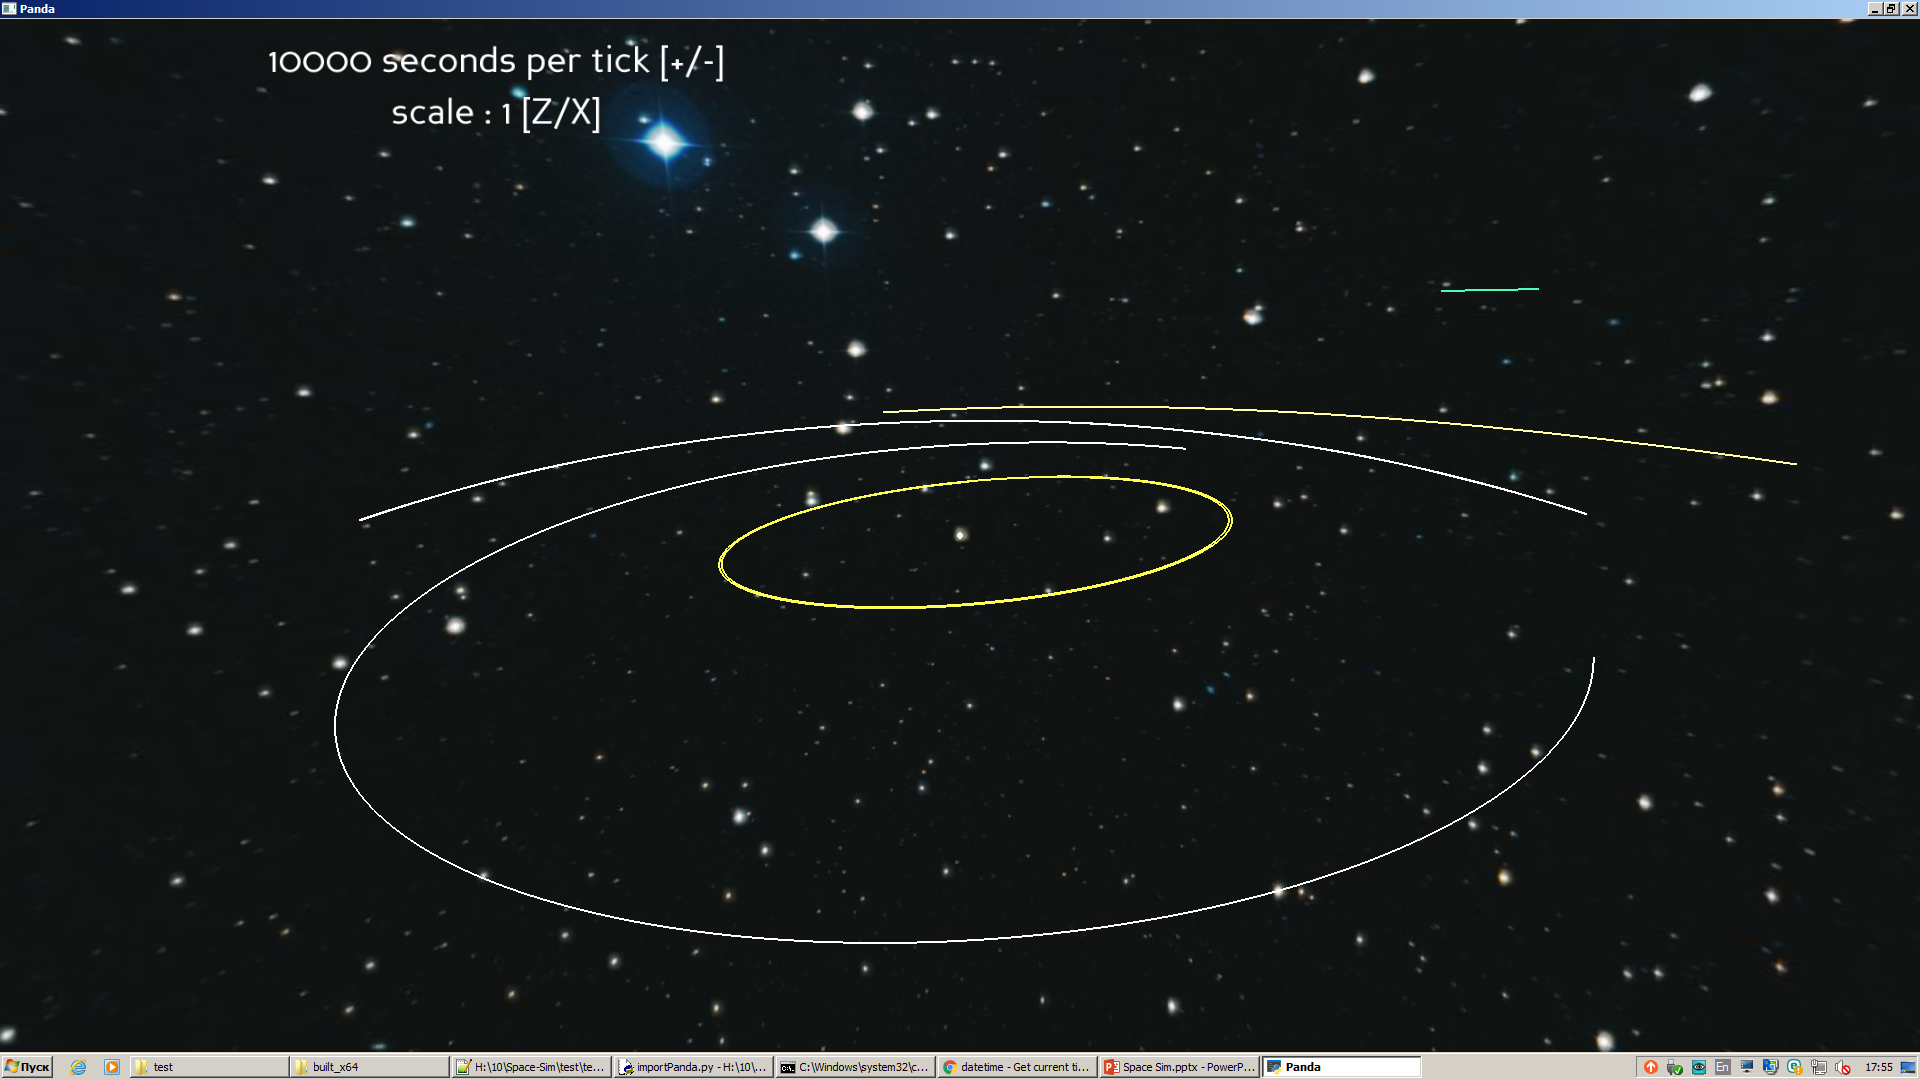 Panda
10000 seconds per tick [+/-]
scale : 1 [Z/X]
Пуск
test
built_x64
H:\10\Space-Sim\test\te...
importPanda.py - H:\10\...
C:\Windows\system32\c...
datetime - Get current ti...
Space Sim.pptx - PowerP...
Panda
En
17:55